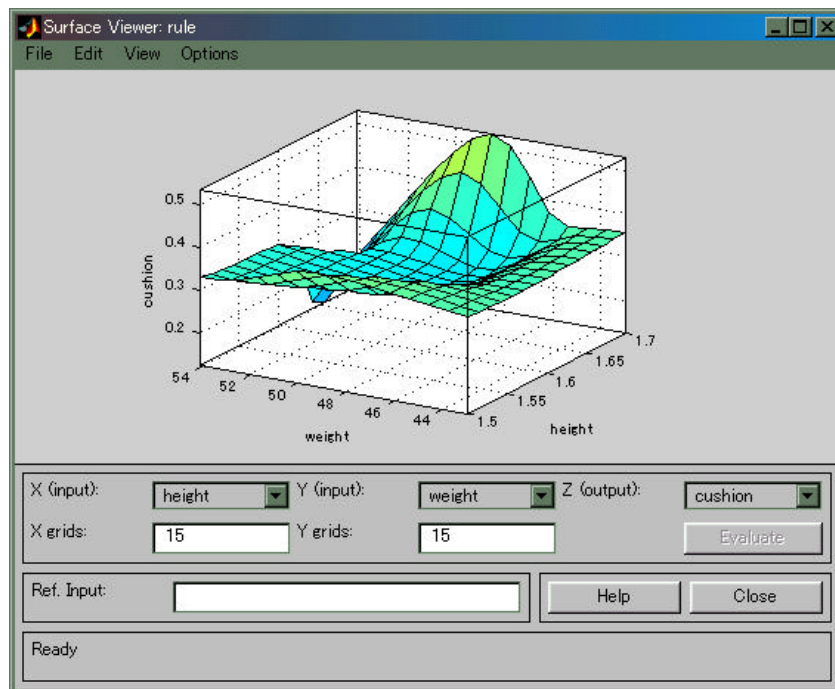 Surface Viewer: rule
File Edit View Options
0.5
0.4
0.3
0.2
cushion
54
52
50
48
46
44
weight
1.5
1.55
1.6
1.65
1.7
height
X (input): height Y (input): weight Z (output): cushion
X grids: 15 Y grids: 15 Evaluate
Ref. Input: Help Close
Ready